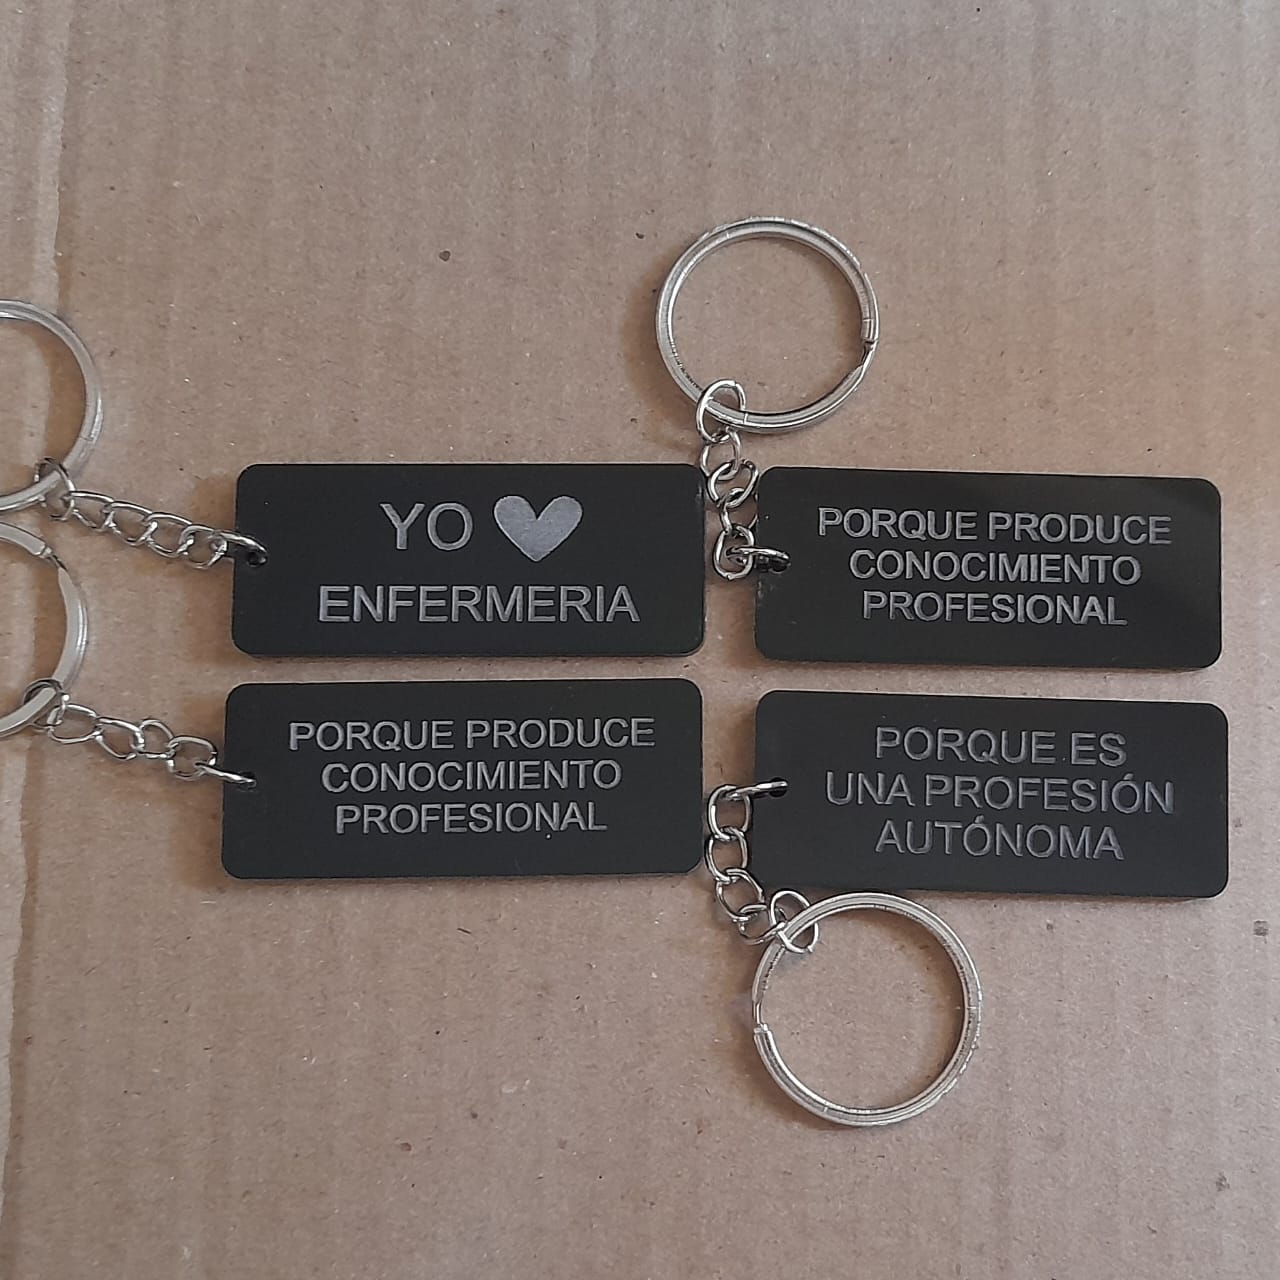 YO ♥
ENFERMERIA
PORQUE PRODUCE
CONOCIMIENTO
PROFESIONAL
PORQUE PRODUCE
CONOCIMIENTO
PROFESIONAL
PORQUE ES
UNA PROFESIÓN
AUTÓNOMA